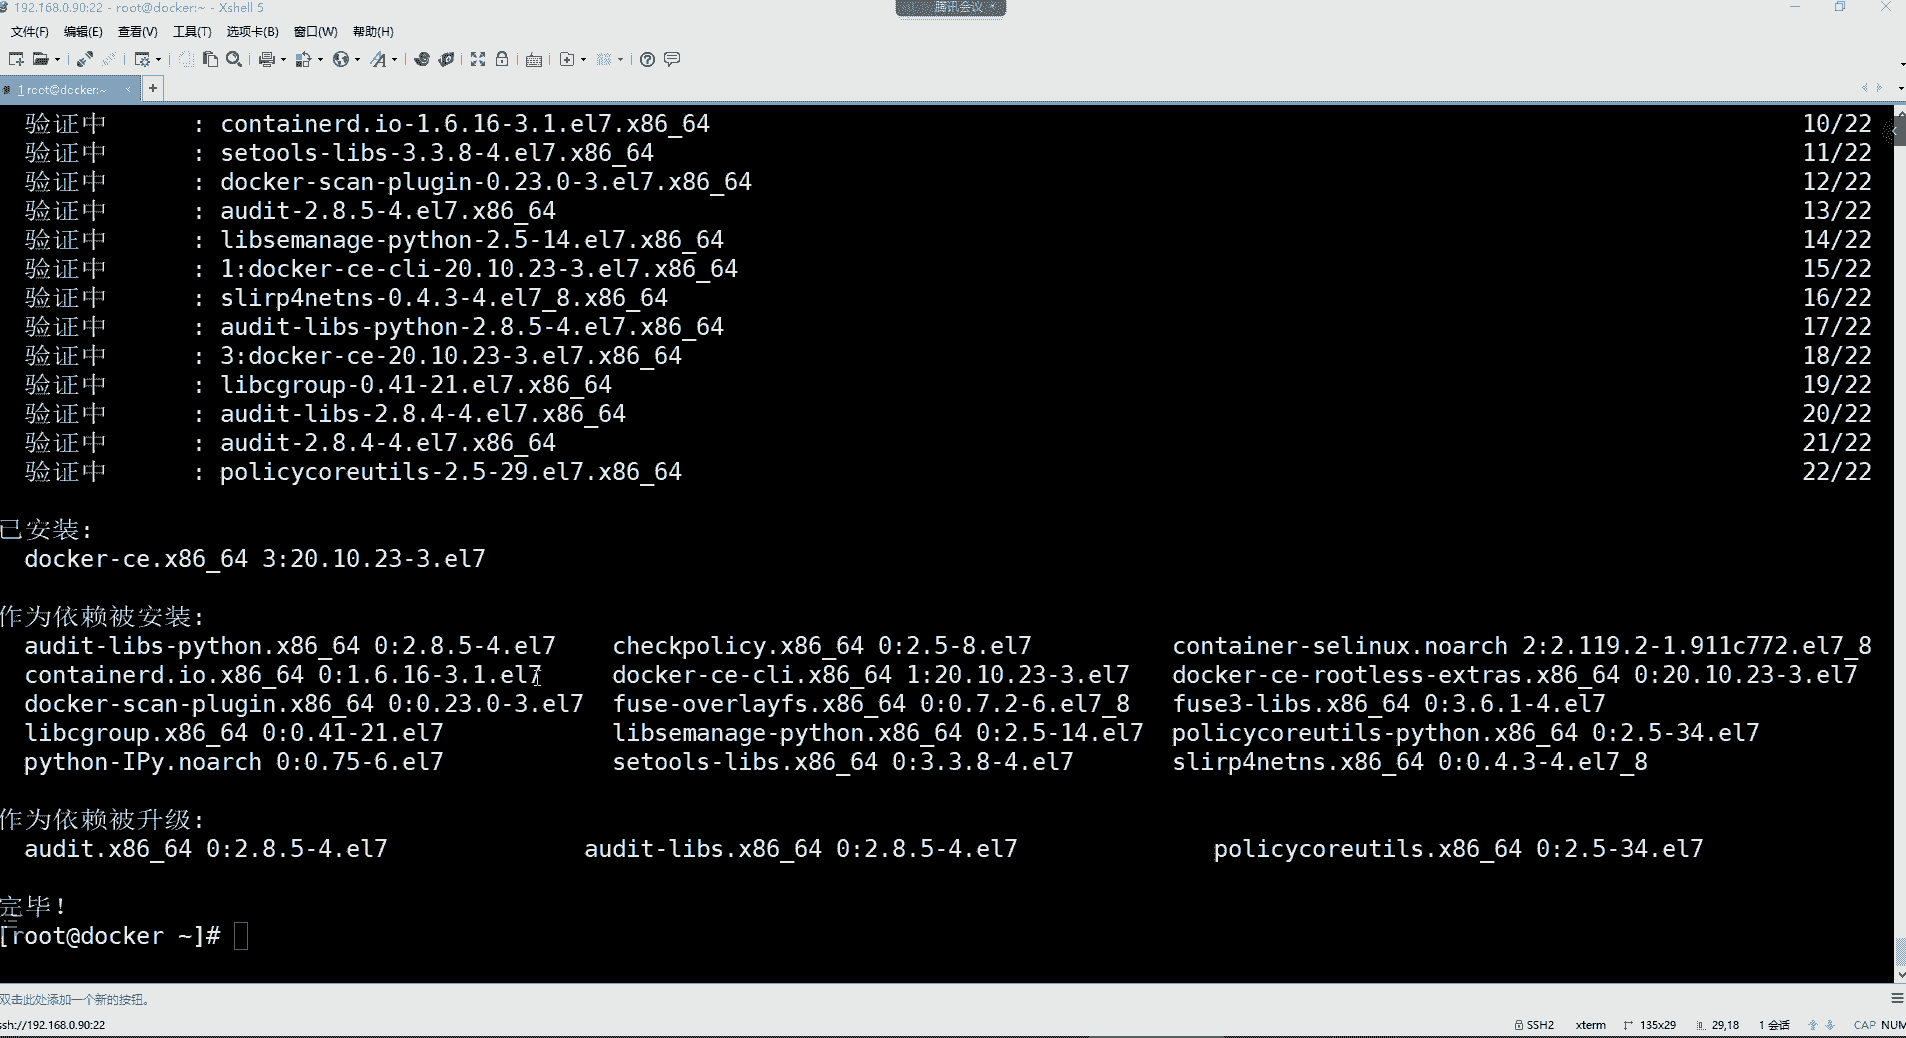 192.168.0.90:22 - root@docker:~ - Xshell 5
腾讯会议
文件(F) 编辑(E) 查看(V) 工具(T) 选项卡(B) 窗口(W) 帮助(H)
1 root@docker:~
验证中 : containerd.io-1.6.16-3.1.el7.x86_64 10/22
验证中 : setools-libs-3.3.8-4.el7.x86_64 11/22
验证中 : docker-scan-plugin-0.23.0-3.el7.x86_64 12/22
验证中 : audit-2.8.5-4.el7.x86_64 13/22
验证中 : libsemanage-python-2.5-14.el7.x86_64 14/22
验证中 : 1:docker-ce-cli-20.10.23-3.el7.x86_64 15/22
验证中 : slirp4netns-0.4.3-4.el7_8.x86_64 16/22
验证中 : audit-libs-python-2.8.5-4.el7.x86_64 17/22
验证中 : 3:docker-ce-20.10.23-3.el7.x86_64 18/22
验证中 : libcgroup-0.41-21.el7.x86_64 19/22
验证中 : audit-libs-2.8.4-4.el7.x86_64 20/22
验证中 : audit-2.8.4-4.el7.x86_64 21/22
验证中 : policycoreutils-2.5-29.el7.x86_64 22/22
已安装:
docker-ce.x86_64 3:20.10.23-3.el7
作为依赖被安装:
audit-libs-python.x86_64 0:2.8.5-4.el7 checkpolicy.x86_64 0:2.5-8.el7 container-selinux.noarch 2:2.119.2-1.911c772.el7_8
containerd.io.x86_64 0:1.6.16-3.1.el7 docker-ce-cli.x86_64 1:20.10.23-3.el7 docker-ce-rootless-extras.x86_64 0:20.10.23-3.el7
docker-scan-plugin.x86_64 0:0.23.0-3.el7 fuse-overlayfs.x86_64 0:0.7.2-6.el7_8 fuse3-libs.x86_64 0:3.6.1-4.el7
libcgroup.x86_64 0:0.41-21.el7 libsemanage-python.x86_64 0:2.5-14.el7 policycoreutils-python.x86_64 0:2.5-34.el7
python-IPy.noarch 0:0.75-6.el7 setools-libs.x86_64 0:3.3.8-4.el7 slirp4netns.x86_64 0:0.4.3-4.el7_8
作为依赖被升级:
audit.x86_64 0:2.8.5-4.el7 audit-libs.x86_64 0:2.8.5-4.el7 policycoreutils.x86_64 0:2.5-34.el7
完毕!
[root@docker ~]#
双击此处添加一个新的按钮。
ssh://192.168.0.90:22 SSH2 xterm 135x29 29,18 1 会话 CAP NUM